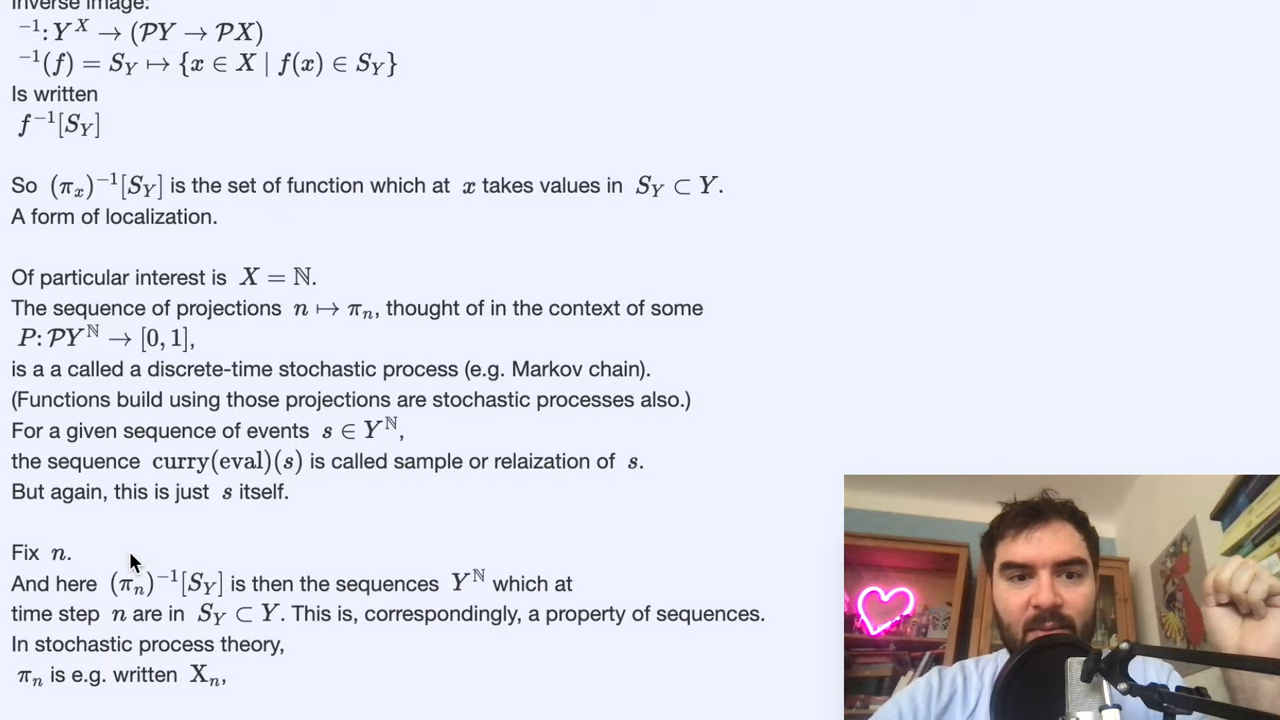 Inverse image:
⁻¹: Y^X → (𝒫Y → 𝒫X)
⁻¹(f) = S_Y ↦ {x ∈ X | f(x) ∈ S_Y}
Is written
f⁻¹[S_Y]
So (π_x)⁻¹[S_Y] is the set of function which at x takes values in S_Y ⊂ Y.
A form of localization.
Of particular interest is X = ℕ.
The sequence of projections n ↦ π_n, thought of in the context of some
P: 𝒫Y^ℕ → [0, 1],
is a a called a discrete-time stochastic process (e.g. Markov chain).
(Functions build using those projections are stochastic processes also.)
For a given sequence of events s ∈ Y^ℕ,
the sequence curry(eval)(s) is called sample or relaization of s.
But again, this is just s itself.
Fix n.
And here (π_n)⁻¹[S_Y] is then the sequences Y^ℕ which at
time step n are in S_Y ⊂ Y. This is, correspondingly, a property of sequences.
In stochastic process theory,
π_n is e.g. written X_n,